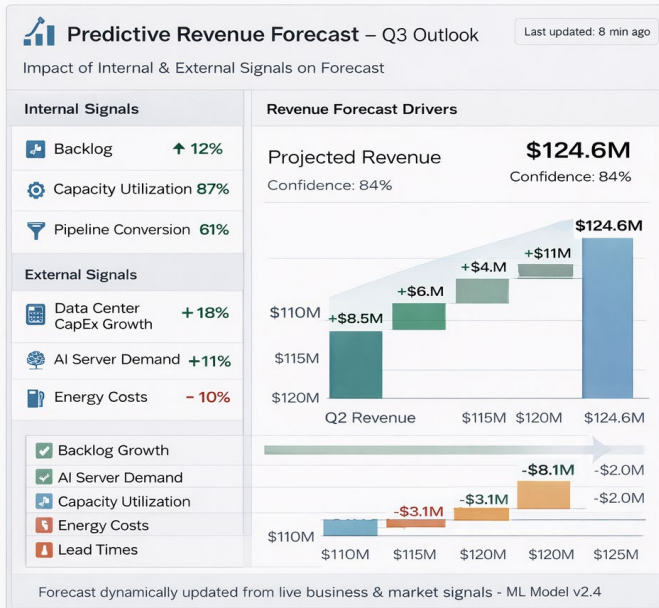 Predictive Revenue Forecast – Q3 Outlook
Last updated: 8 min ago
Impact of Internal & External Signals on Forecast
Internal Signals
Backlog ↑ 12%
Capacity Utilization 87%
Pipeline Conversion 61%
External Signals
Data Center
CapEx Growth +18%
AI Server Demand +11%
Energy Costs - 10%
Backlog Growth
AI Server Demand
Capacity Utilization
Energy Costs
Lead Times
Revenue Forecast Drivers
Projected Revenue
Confidence: 84%
$124.6M
Confidence: 84%
$124.6M
+$11M
+$4.M
+$6.M
$110M +$8.5M
$115M
$120M
Q2 Revenue $115M $120M $124.6M
-$8.1M -$2.0M
-$3.1M -$3.1M -$2.0M
$110M
$110M $115M $120M $120M $125M
Forecast dynamically updated from live business & market signals - ML Model v2.4